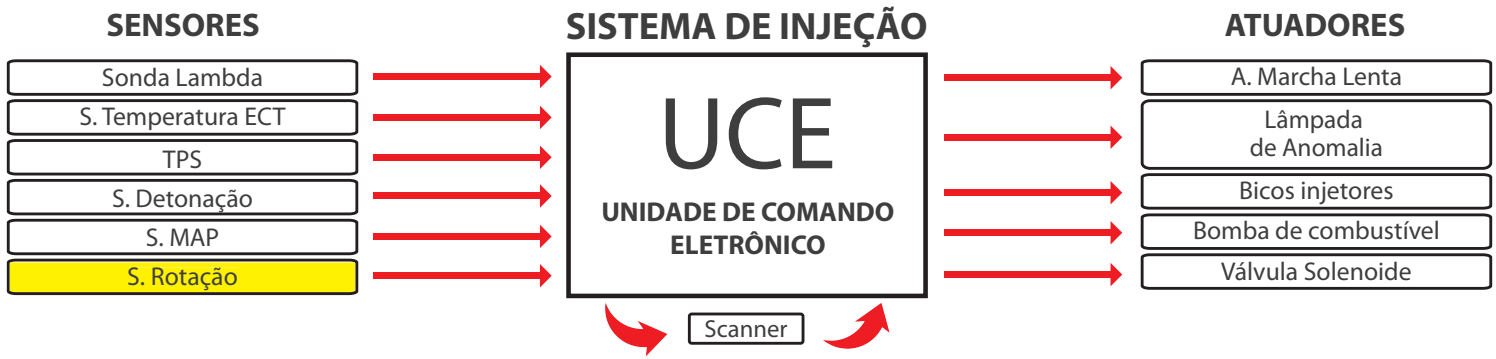 SENSORES
Sonda Lambda
S. Temperatura ECT
TPS
S. Detonação
S. MAP
S. Rotação
SISTEMA DE INJEÇÃO
UCE
UNIDADE DE COMANDO
ELETRÔNICO
Scanner
ATUADORES
A. Marcha Lenta
Lâmpada
de Anomalia
Bicos injetores
Bomba de combustível
Válvula Solenoide